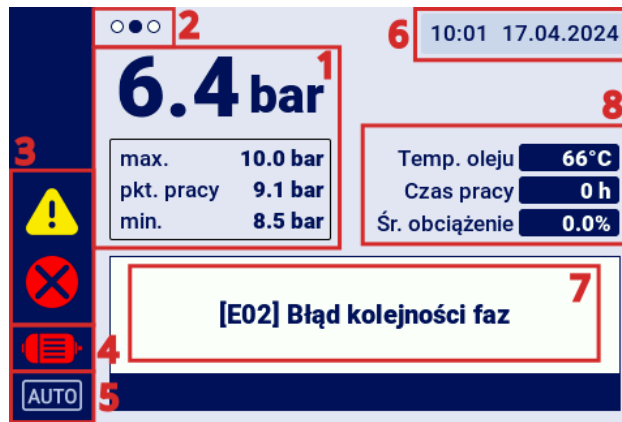 2
6
10:01 17.04.2024
1
6.4 bar
8
3
max. 10.0 bar
pkt. pracy 9.1 bar
min. 8.5 bar
Temp. oleju 66°C
Czas pracy 0 h
Śr. obciążenie 0.0%
7
[E02] Błąd kolejności faz
4
AUTO
5